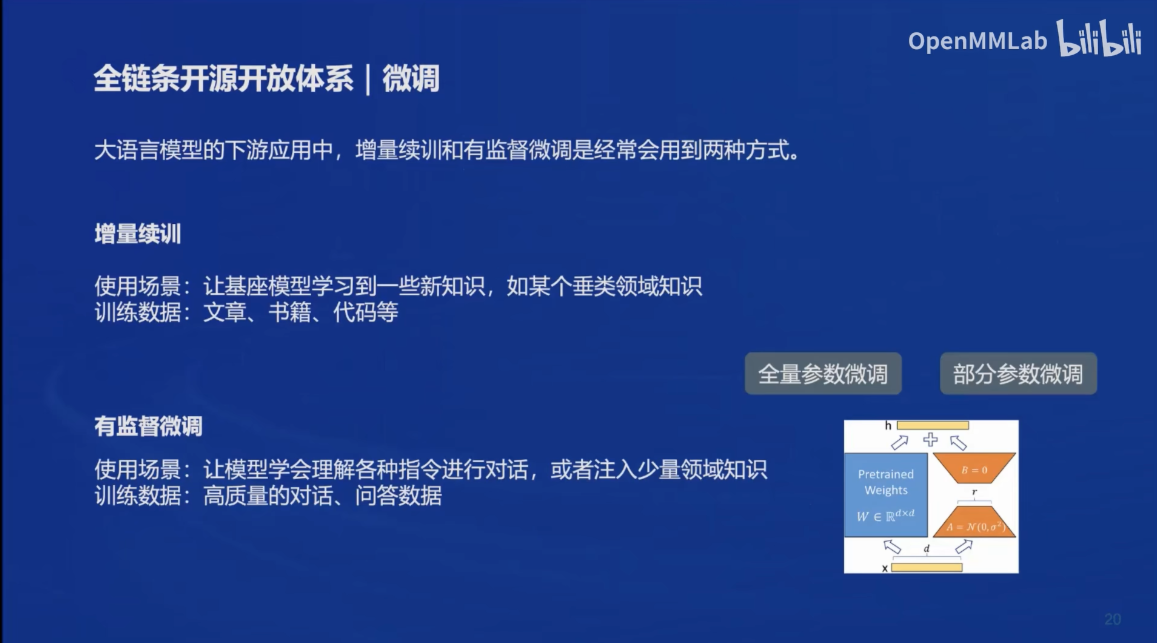 OpenMMLab bilibili
全链条开源开放体系｜微调
大语言模型的下游应用中，增量续训和有监督微调是经常会用到两种方式。
增量续训
使用场景：让基座模型学习到一些新知识，如某个垂类领域知识
训练数据：文章、书籍、代码等
全量参数微调
部分参数微调
有监督微调
使用场景：让模型学会理解各种指令进行对话，或者注入少量领域知识
训练数据：高质量的对话、问答数据
h
Pretrained
Weights
W ∈ ℝ^{d×d}
B = 0
r
A = 𝒩(0, σ²)
d
x
20